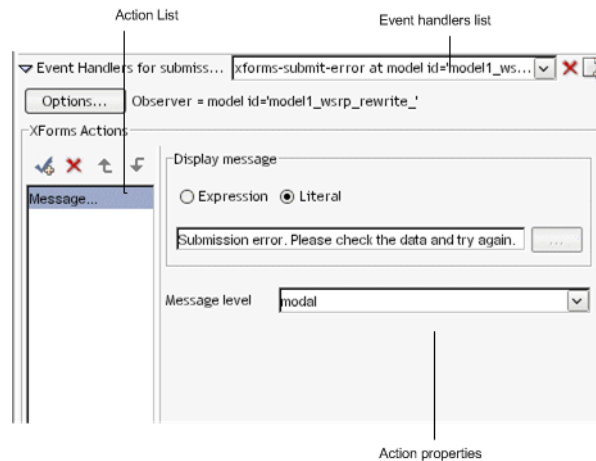 Action List
Event handlers list
Event Handlers for submiss... xforms-submit-error at model id='model1_ws...
Options... Observer = model id='model1_wsrp_rewrite_'
XForms Actions
Display message
Message...
Expression Literal
Submission error. Please check the data and try again. ...
Message level modal
Action properties